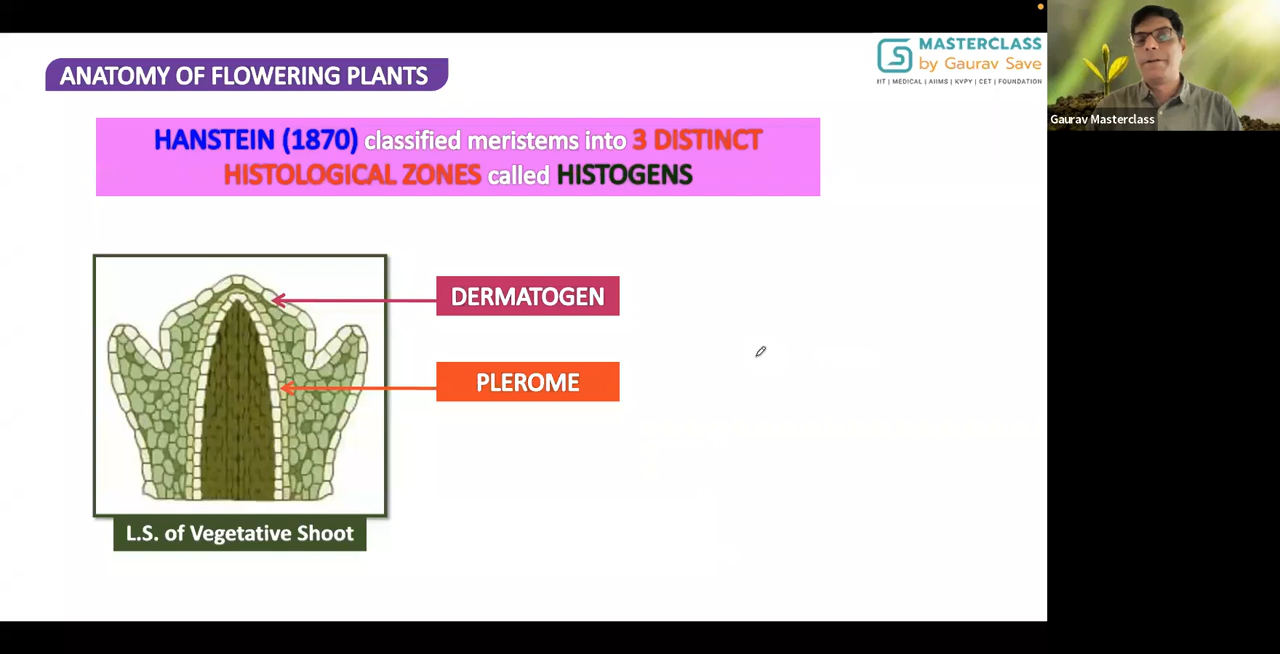 ANATOMY OF FLOWERING PLANTS
MASTERCLASS
by Gaurav Save
IIT | MEDICAL | AIIMS | KVPY | CET | FOUNDATION
Gaurav Masterclass
HANSTEIN (1870) classified meristems into 3 DISTINCT
HISTOLOGICAL ZONES called HISTOGENS
DERMATOGEN
PLEROME
L.S. of Vegetative Shoot